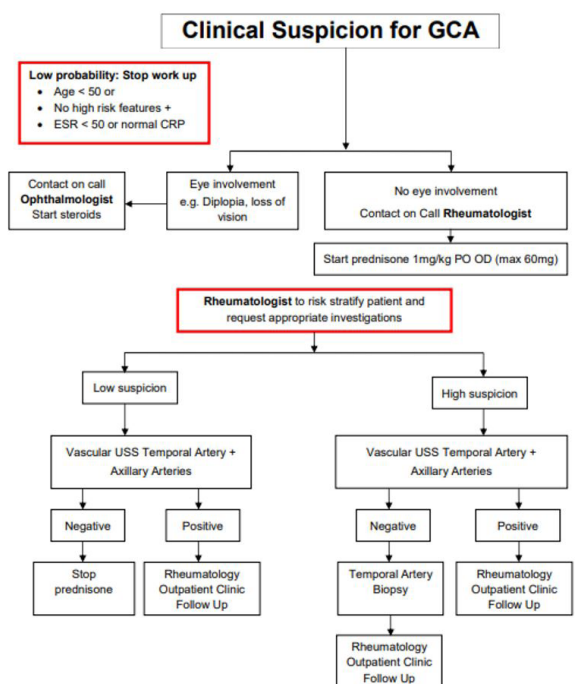 Clinical Suspicion for GCA
Low probability: Stop work up
• Age < 50 or
• No high risk features +
• ESR < 50 or normal CRP
Contact on call
Ophthalmologist
Start steroids
Eye involvement
e.g. Diplopia, loss of
vision
No eye involvement
Contact on Call Rheumatologist
Start prednisone 1mg/kg PO OD (max 60mg)
Rheumatologist to risk stratify patient and
request appropriate investigations
Low suspicion
High suspicion
Vascular USS Temporal Artery +
Axillary Arteries
Vascular USS Temporal Artery +
Axillary Arteries
Negative
Positive
Negative
Positive
Stop
prednisone
Rheumatology
Outpatient Clinic
Follow Up
Temporal Artery
Biopsy
Rheumatology
Outpatient Clinic
Follow Up
Rheumatology
Outpatient Clinic
Follow Up